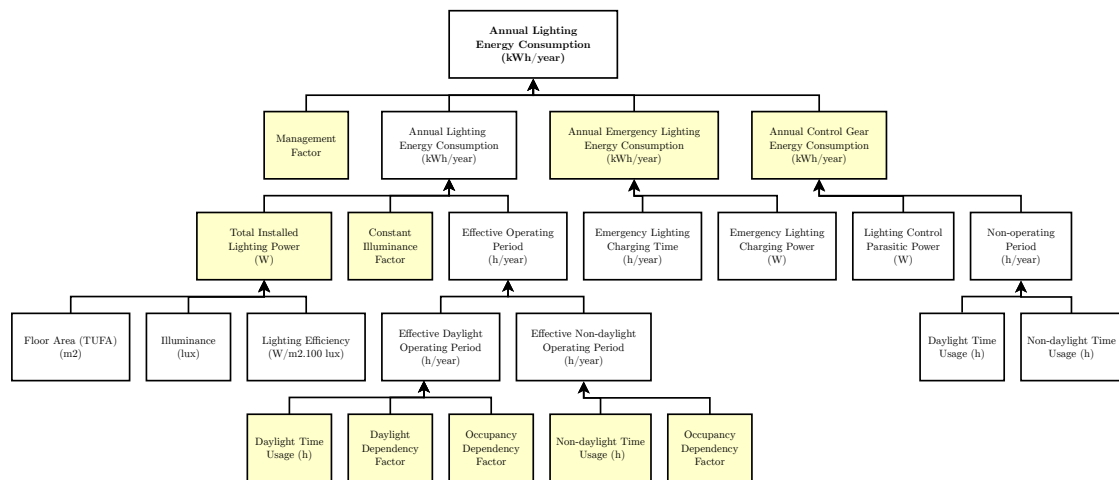 Annual Lighting
Energy Consumption
(kWh/year)
Management
Factor
Annual Lighting
Energy Consumption
(kWh/year)
Annual Emergency Lighting
Energy Consumption
(kWh/year)
Annual Control Gear
Energy Consumption
(kWh/year)
Total Installed
Lighting Power
(W)
Constant
Illuminance
Factor
Effective Operating
Period
(h/year)
Emergency Lighting
Charging Time
(h/year)
Emergency Lighting
Charging Power
(W)
Lighting Control
Parasitic Power
(W)
Non-operating
Period
(h/year)
Floor Area (TUFA)
(m2)
Illuminance
(lux)
Lighting Efficiency
(W/m2.100 lux)
Effective Daylight
Operating Period
(h/year)
Effective Non-daylight
Operating Period
(h/year)
Daylight Time
Usage (h)
Non-daylight Time
Usage (h)
Daylight Time
Usage (h)
Daylight
Dependency
Factor
Occupancy
Dependency
Factor
Non-daylight Time
Usage (h)
Occupancy
Dependency
Factor